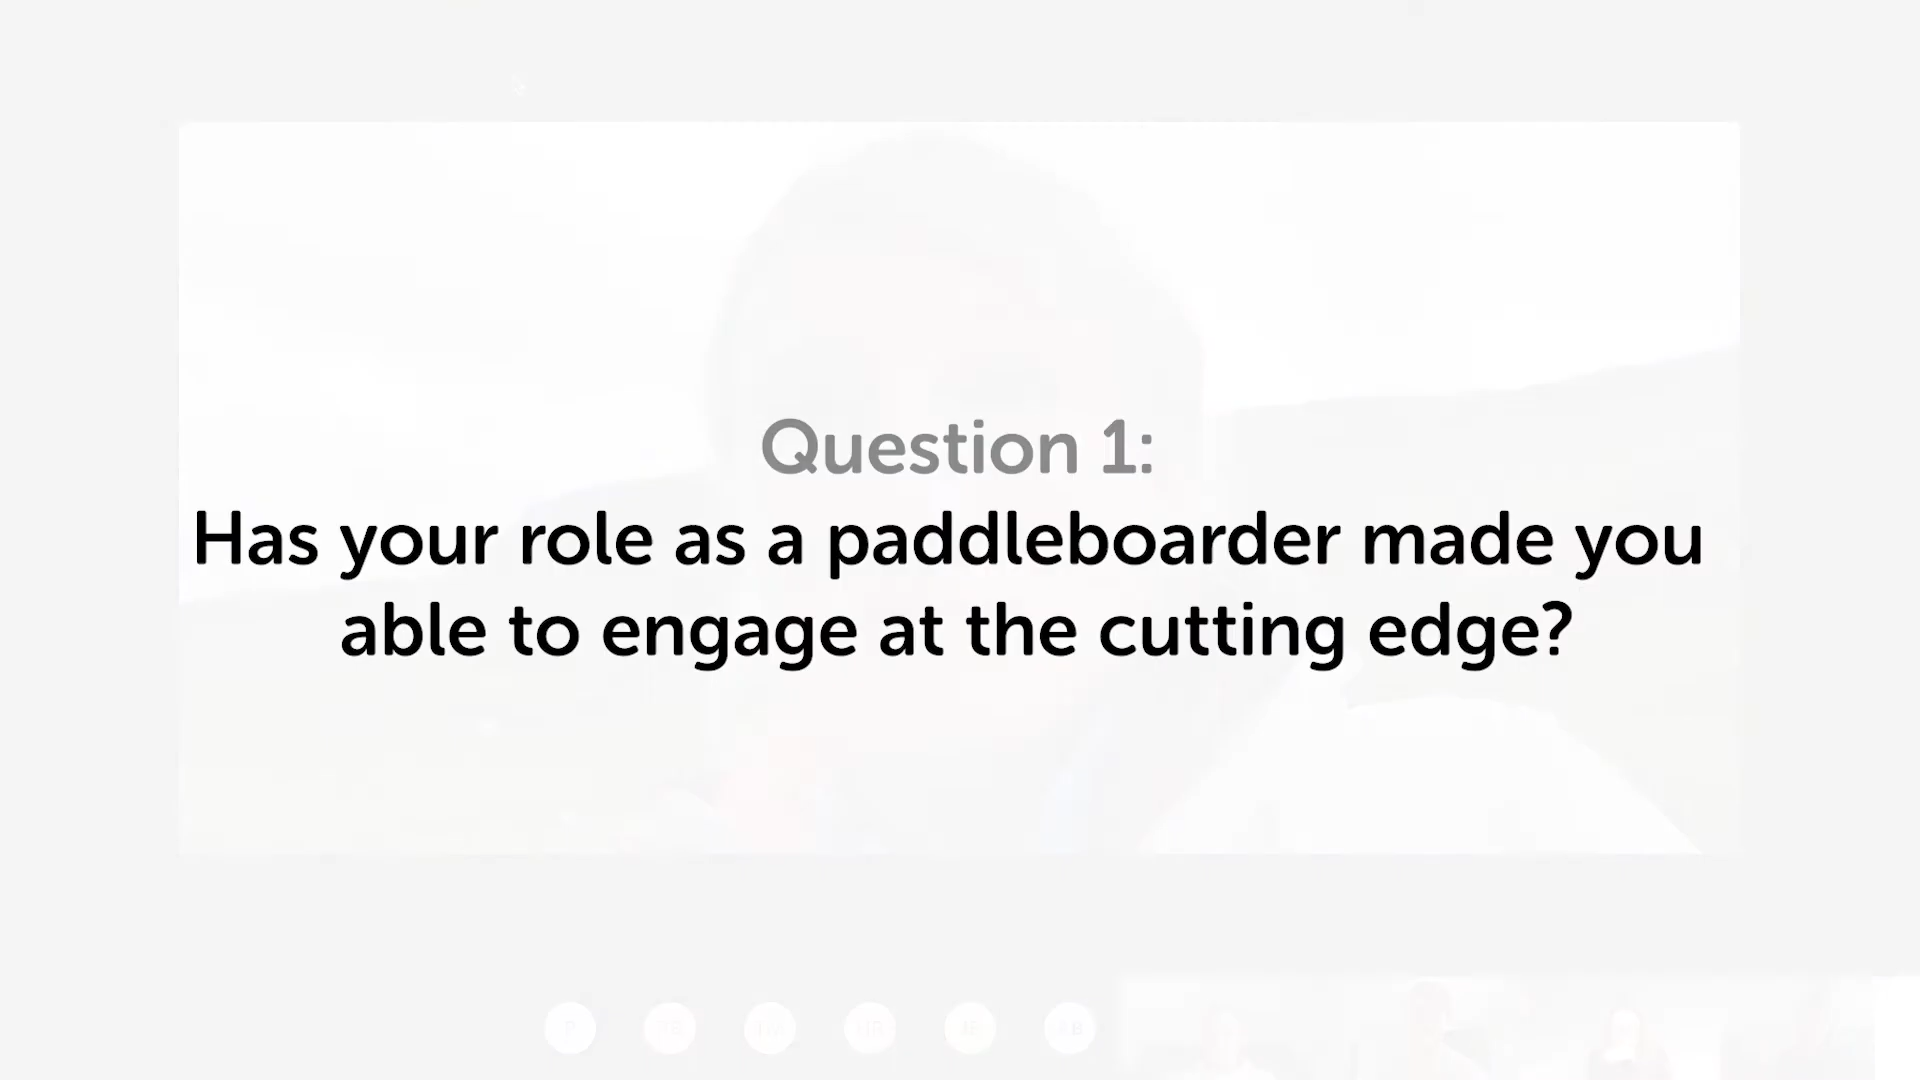 Question 1:
Has your role as a paddleboarder made you
able to engage at the cutting edge?